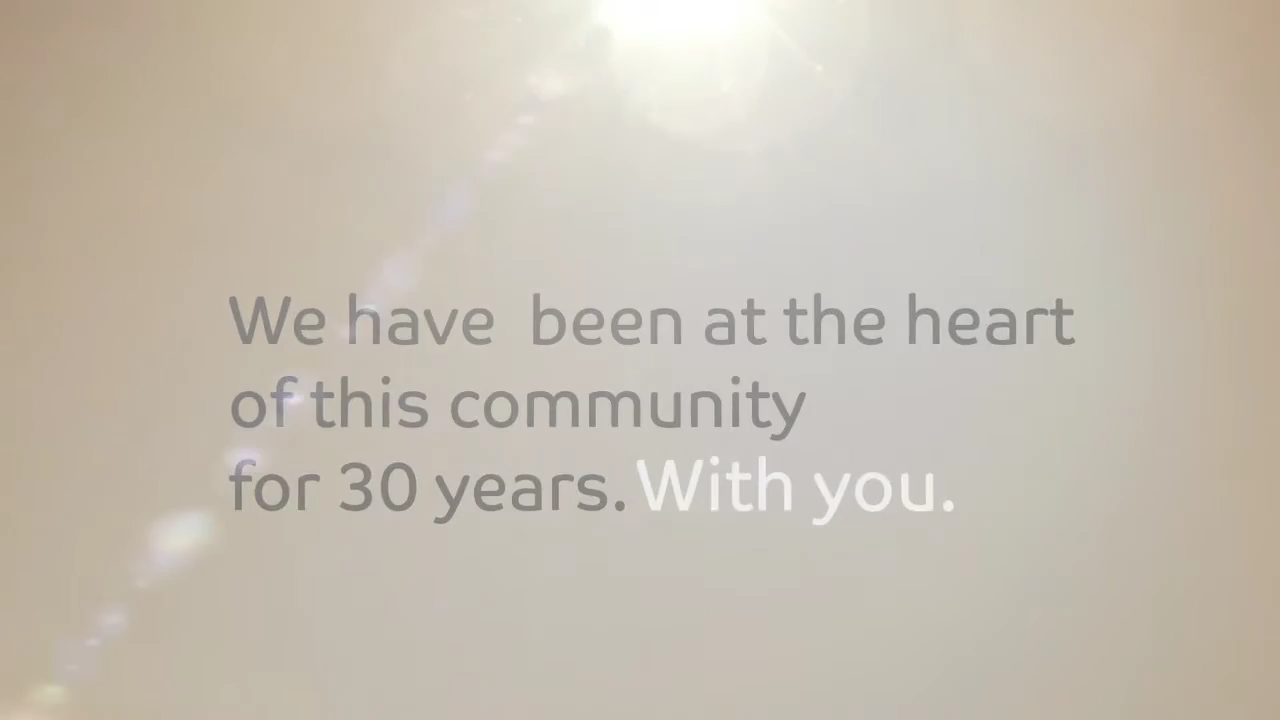 We have  been at the heart
of this community
for 30 years. With you.